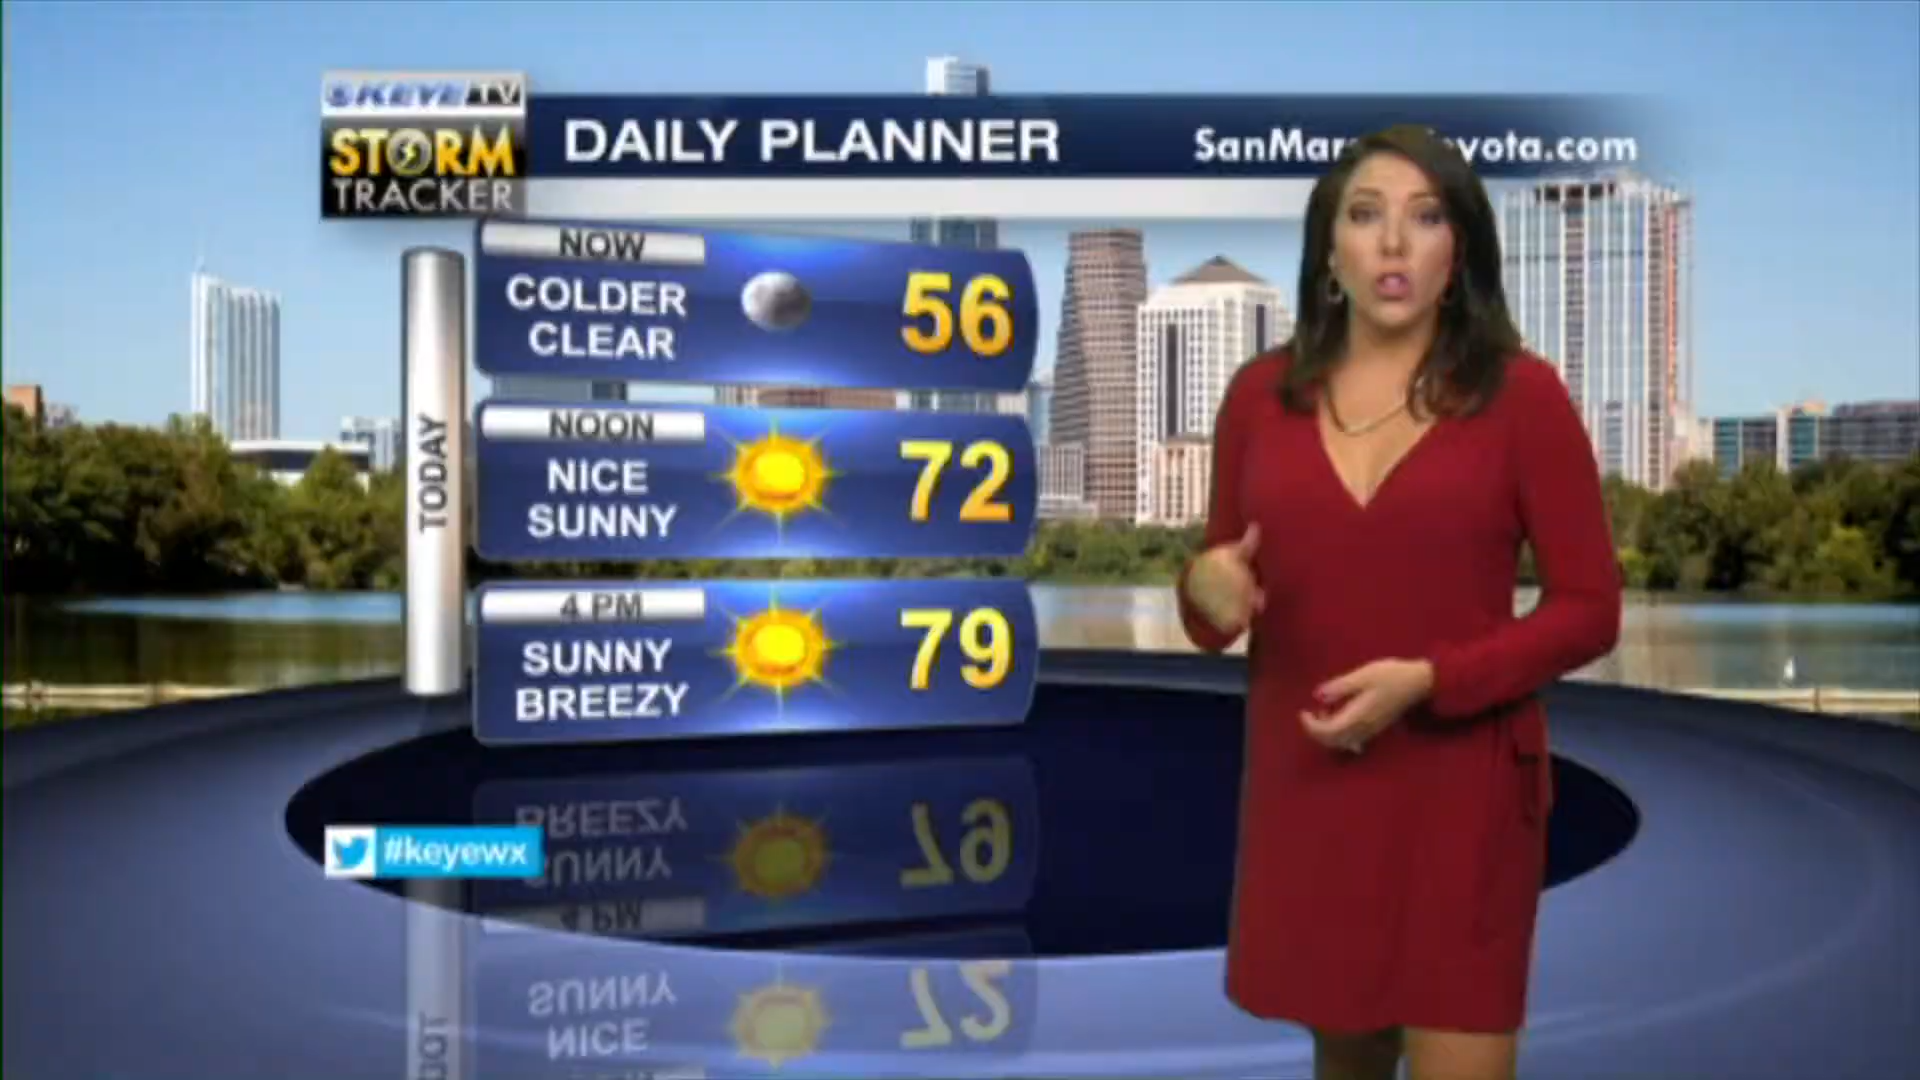 KEYE TV
STORM
TRACKER
DAILY PLANNER
SanMar yota.com
TODAY
NOW
COLDER
CLEAR
56
NOON
NICE
SUNNY
72
4 PM
SUNNY
BREEZY
79
#keyewx